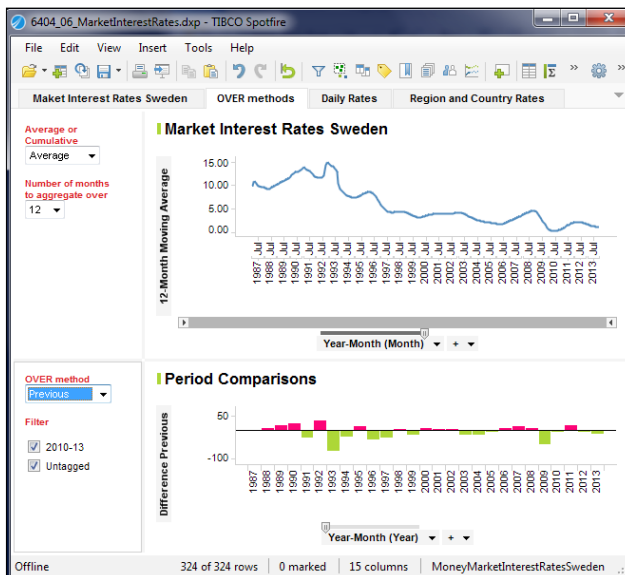 6404_06_MarketInterestRates.dxp - TIBCO Spotfire
File Edit View Insert Tools Help
Maket Interest Rates Sweden OVER methods Daily Rates Region and Country Rates
Average or
Cumulative
Average
Number of months
to aggregate over
12
Market Interest Rates Sweden
12-Month Moving Average
15.00
10.00
5.00
0.00
Jul Jul Jul Jul Jul Jul Jul Jul Jul Jul Jul Jul Jul Jul Jul Jul Jul Jul Jul Jul Jul Jul Jul Jul Jul Jul Jul
1987 1988 1989 1990 1991 1992 1993 1994 1995 1996 1997 1998 1999 2000 2001 2002 2003 2004 2005 2006 2007 2008 2009 2010 2011 2012 2013
Year-Month (Month) +
OVER method
Previous
Filter
2010-13
Untagged
Period Comparisons
Difference Previous
50
-100
1987 1988 1989 1990 1991 1992 1993 1994 1995 1996 1997 1998 1999 2000 2001 2002 2003 2004 2005 2006 2007 2008 2009 2010 2011 2012 2013
Year-Month (Year) +
Offline 324 of 324 rows 0 marked 15 columns MoneyMarketInterestRatesSweden